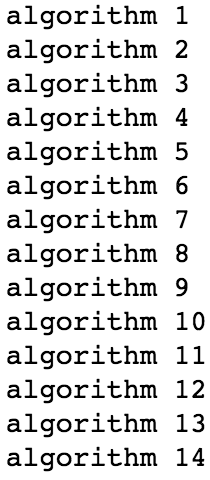 algorithm 1
algorithm 2
algorithm 3
algorithm 4
algorithm 5
algorithm 6
algorithm 7
algorithm 8
algorithm 9
algorithm 10
algorithm 11
algorithm 12
algorithm 13
algorithm 14